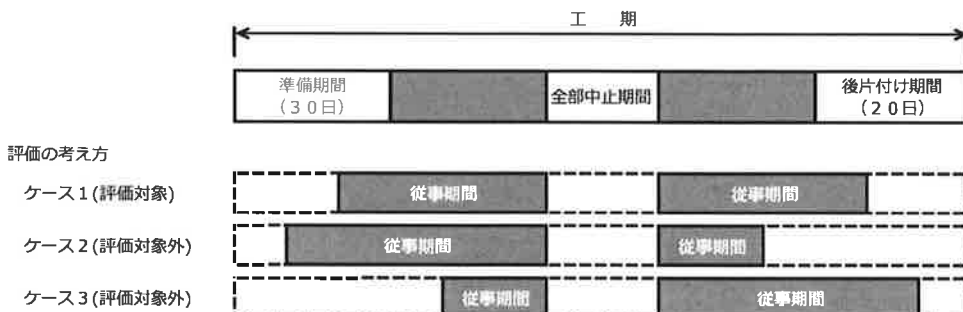 工 期
準備期間
(30日)
全部中止期間
後片付け期間
(20日)
評価の考え方
ケース1(評価対象)
従事期間
従事期間
ケース2(評価対象外)
従事期間
従事期間
ケース3(評価対象外)
従事期間
従事期間